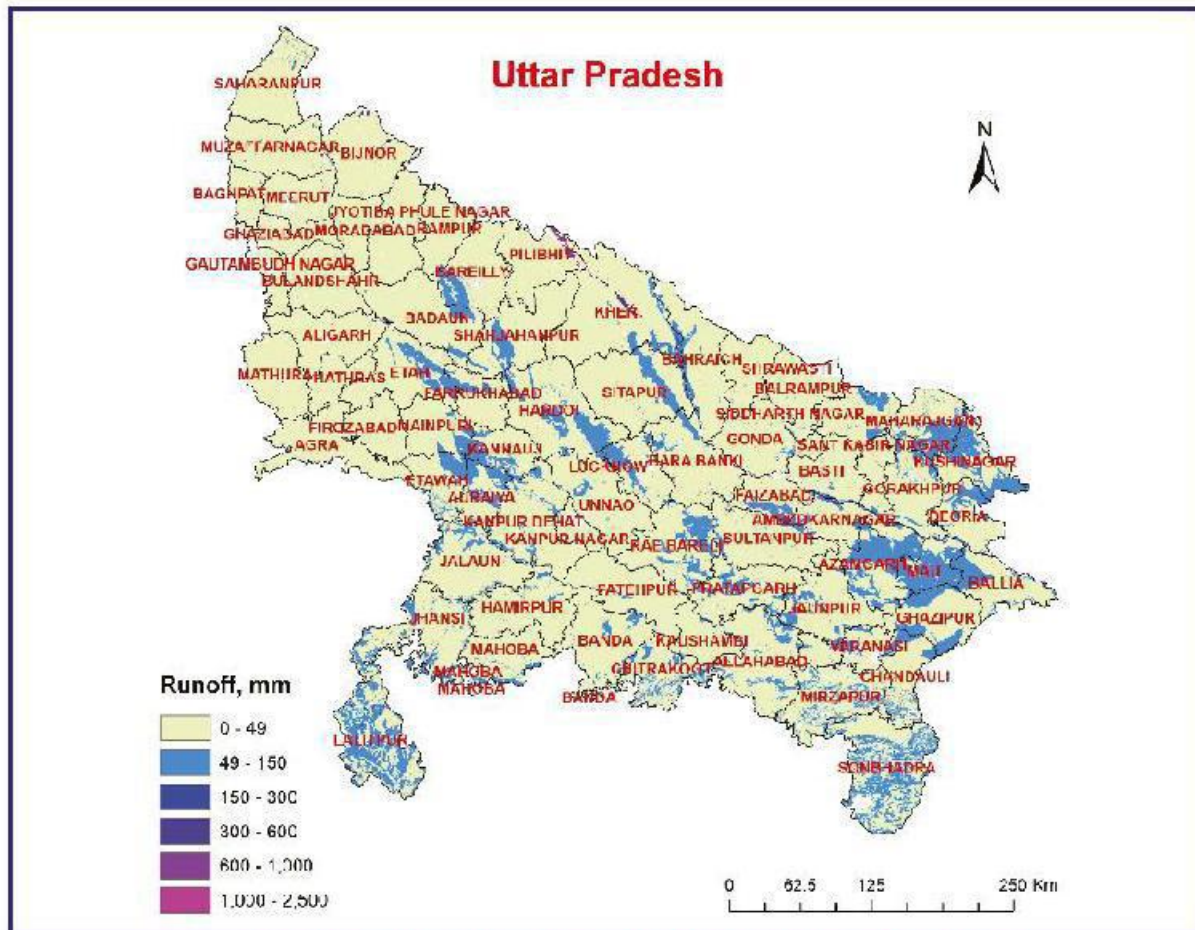 Uttar Pradesh
N
SAHARANPUR
MUZAFFARNAGAR
BIJNOR
BAGHPAT
MEERUT
JYOTIBA PHULE NAGAR
GHAZIABAD
MORADABAD
RAMPUR
PILIBHIT
GAUTAMBUDH NAGAR
BULANDSHAHR
BAREILLY
BADAUN
KHERI
ALIGARH
SHAHJAHANPUR
BAHRAICH
SHRAWASTI
MATHURA
HATHRAS
ETAH
FARRUKHABAD
SITAPUR
BALRAMPUR
HARDOI
SIDDHARTH NAGAR
MAHARAJGANJ
FIROZABAD
MAINPURI
AGRA
KANNAUJ
GONDA
SANT KABIR NAGAR
KUSHINAGAR
LUCKNOW
BARA BANKI
BASTI
ETAWAH
AURAIYA
UNNAO
FAIZABAD
GORAKHPUR
DEORIA
KANPUR DEHAT
AMBEDKARNAGAR
KANPUR NAGAR
RAE BARELI
SULTANPUR
JALAUN
AZAMGARH
MAU
BALLIA
FATEHPUR
PRATAPGARH
JHANSI
HAMIRPUR
JAUNPUR
GHAZIPUR
MAHOBA
BANDA
KAUSHAMBI
VARANASI
MAHOBA
CHITRAKOOT
ALLAHABAD
CHANDAULI
MAHOBA
BANDA
MIRZAPUR
LALITPUR
SONBHADRA
Runoff, mm
0 - 49
49 - 150
150 - 300
300 - 600
600 - 1,000
1,000 - 2,500
0 62.5 125 250 Km